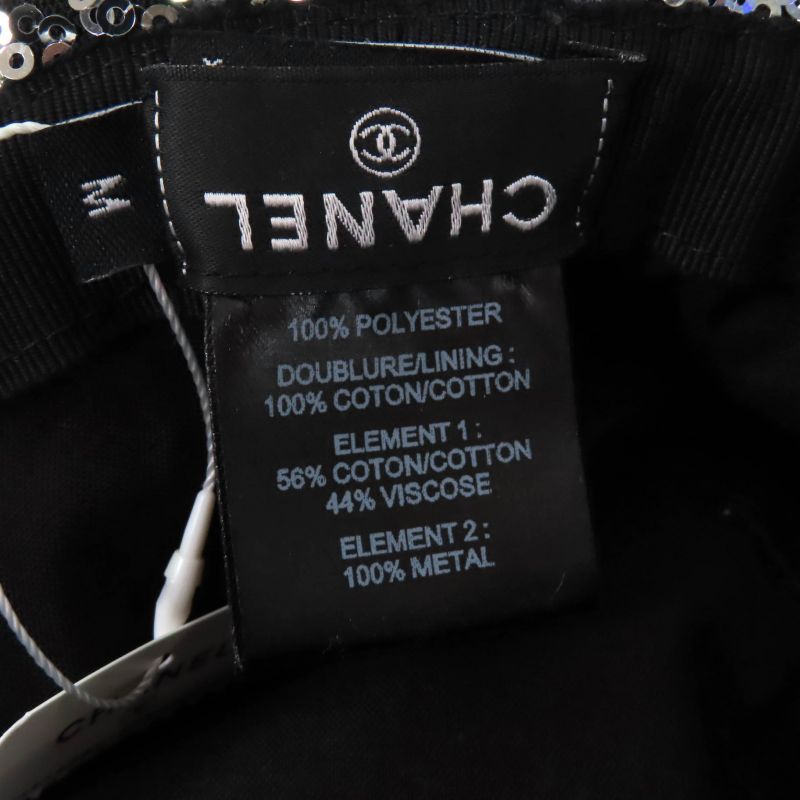 M
CHANEL
100% POLYESTER
DOUBLURE/LINING :
100% COTON/COTTON
ELEMENT 1 :
56% COTON/COTTON
44% VISCOSE
ELEMENT 2 :
100% METAL
CHANEL